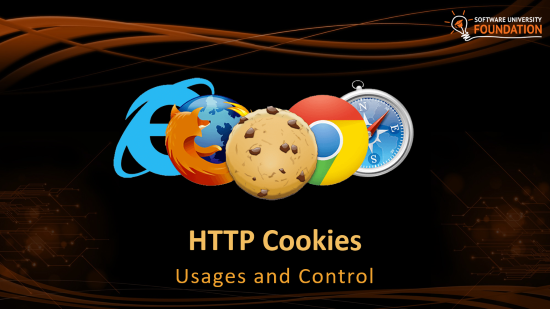 SOFTWARE UNIVERSITY
FOUNDATION
N
E
S
HTTP Cookies
Usages and Control